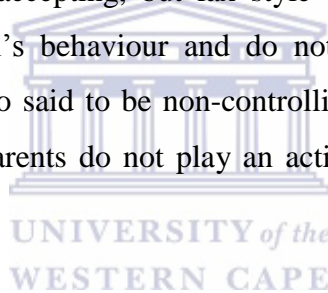 accepting, but lax style
's behaviour and do not
o said to be non-controlli
arents do not play an acti
UNIVERSITY of the
WESTERN CAPE